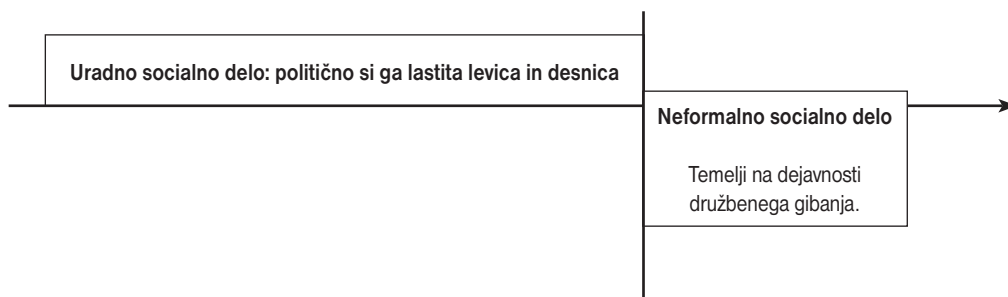 Uradno socialno delo: politično si ga lastita levica in desnica
Neformalno socialno delo
Temelji na dejavnosti
družbenega gibanja.